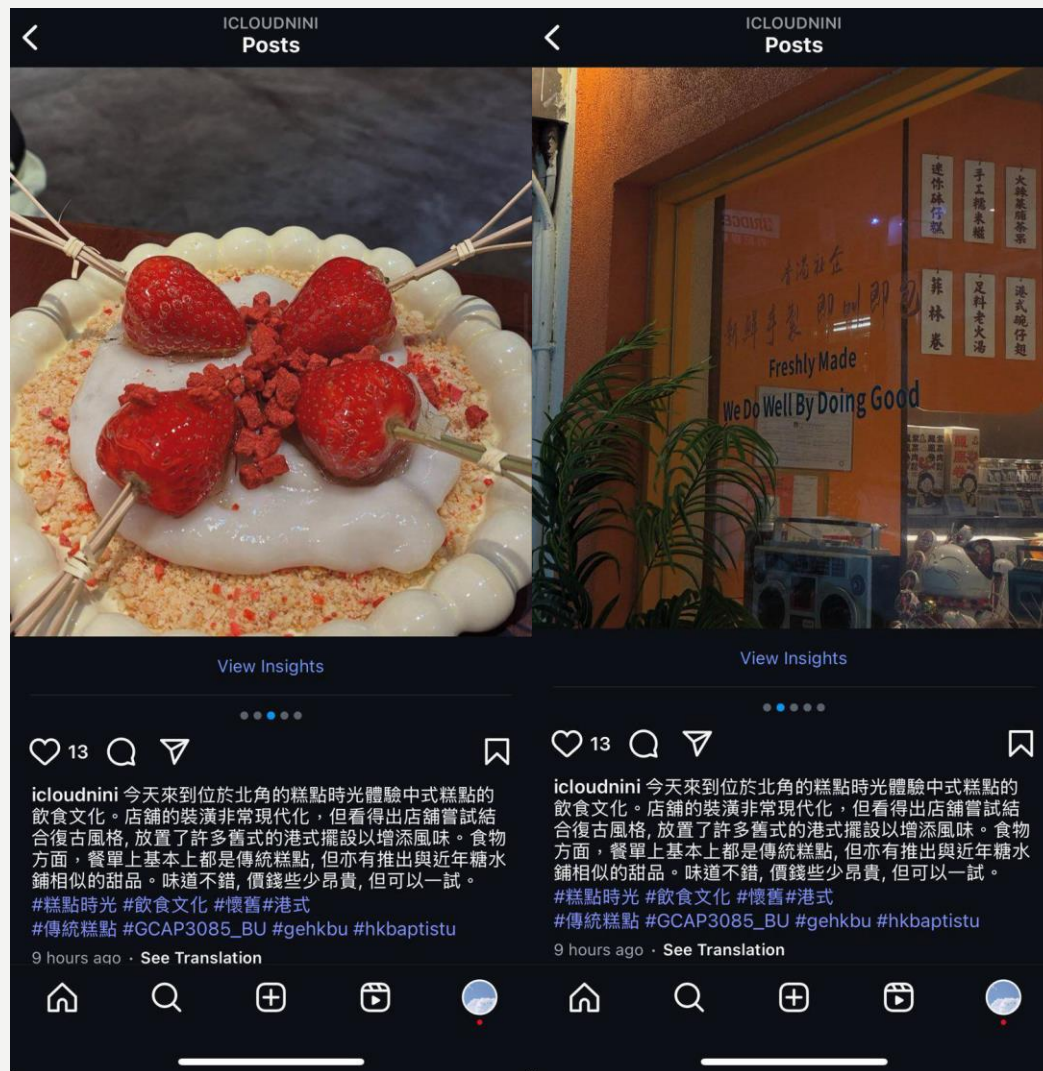 ICLOUDNINI
Posts
View Insights
13
icloudnini 今天來到位於北角的糕點時光體驗中式糕點的
飲食文化。店舖的裝潢非常現代化，但看得出店舖嘗試結
合復古風格, 放置了許多舊式的港式擺設以增添風味。食物
方面，餐單上基本上都是傳統糕點, 但亦有推出與近年糖水
鋪相似的甜品。味道不錯, 價錢些少昂貴, 但可以一試。
#糕點時光 #飲食文化 #懷舊#港式
#傳統糕點 #GCAP3085_BU #gehkbu #hkbaptistu
9 hours ago · See Translation
ICLOUDNINI
Posts
迷你砵仔糕
手工糯米糍
火辣菜脯茶果
菲林卷
足料老火湯
港式碗仔翅
香港社企
新鮮手製 即叫即包
Freshly Made
We Do Well By Doing Good
View Insights
13
icloudnini 今天來到位於北角的糕點時光體驗中式糕點的
飲食文化。店舖的裝潢非常現代化，但看得出店舖嘗試結
合復古風格, 放置了許多舊式的港式擺設以增添風味。食物
方面，餐單上基本上都是傳統糕點, 但亦有推出與近年糖水
鋪相似的甜品。味道不錯, 價錢些少昂貴, 但可以一試。
#糕點時光 #飲食文化 #懷舊#港式
#傳統糕點 #GCAP3085_BU #gehkbu #hkbaptistu
9 hours ago · See Translation